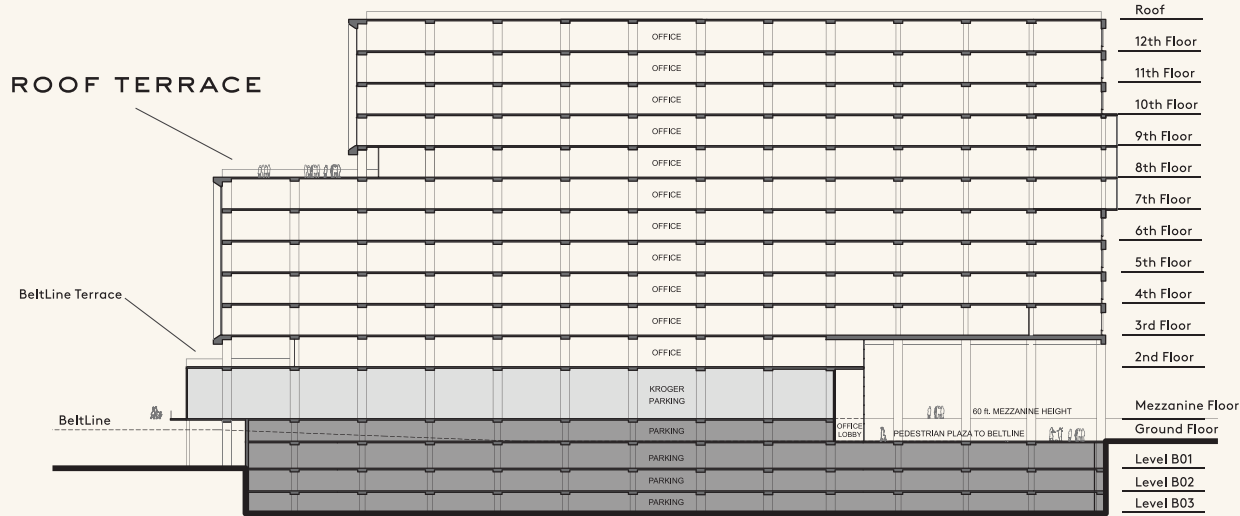 Roof
OFFICE
12th Floor
OFFICE
11th Floor
ROOF TERRACE
OFFICE
10th Floor
OFFICE
9th Floor
OFFICE
8th Floor
OFFICE
7th Floor
OFFICE
6th Floor
OFFICE
5th Floor
OFFICE
4th Floor
BeltLine Terrace
OFFICE
3rd Floor
OFFICE
2nd Floor
KROGER
PARKING
Mezzanine Floor
60 ft. MEZZANINE HEIGHT
BeltLine
PARKING
OFFICE
LOBBY
PEDESTRIAN PLAZA TO BELTLINE
Ground Floor
PARKING
Level B01
PARKING
Level B02
PARKING
Level B03